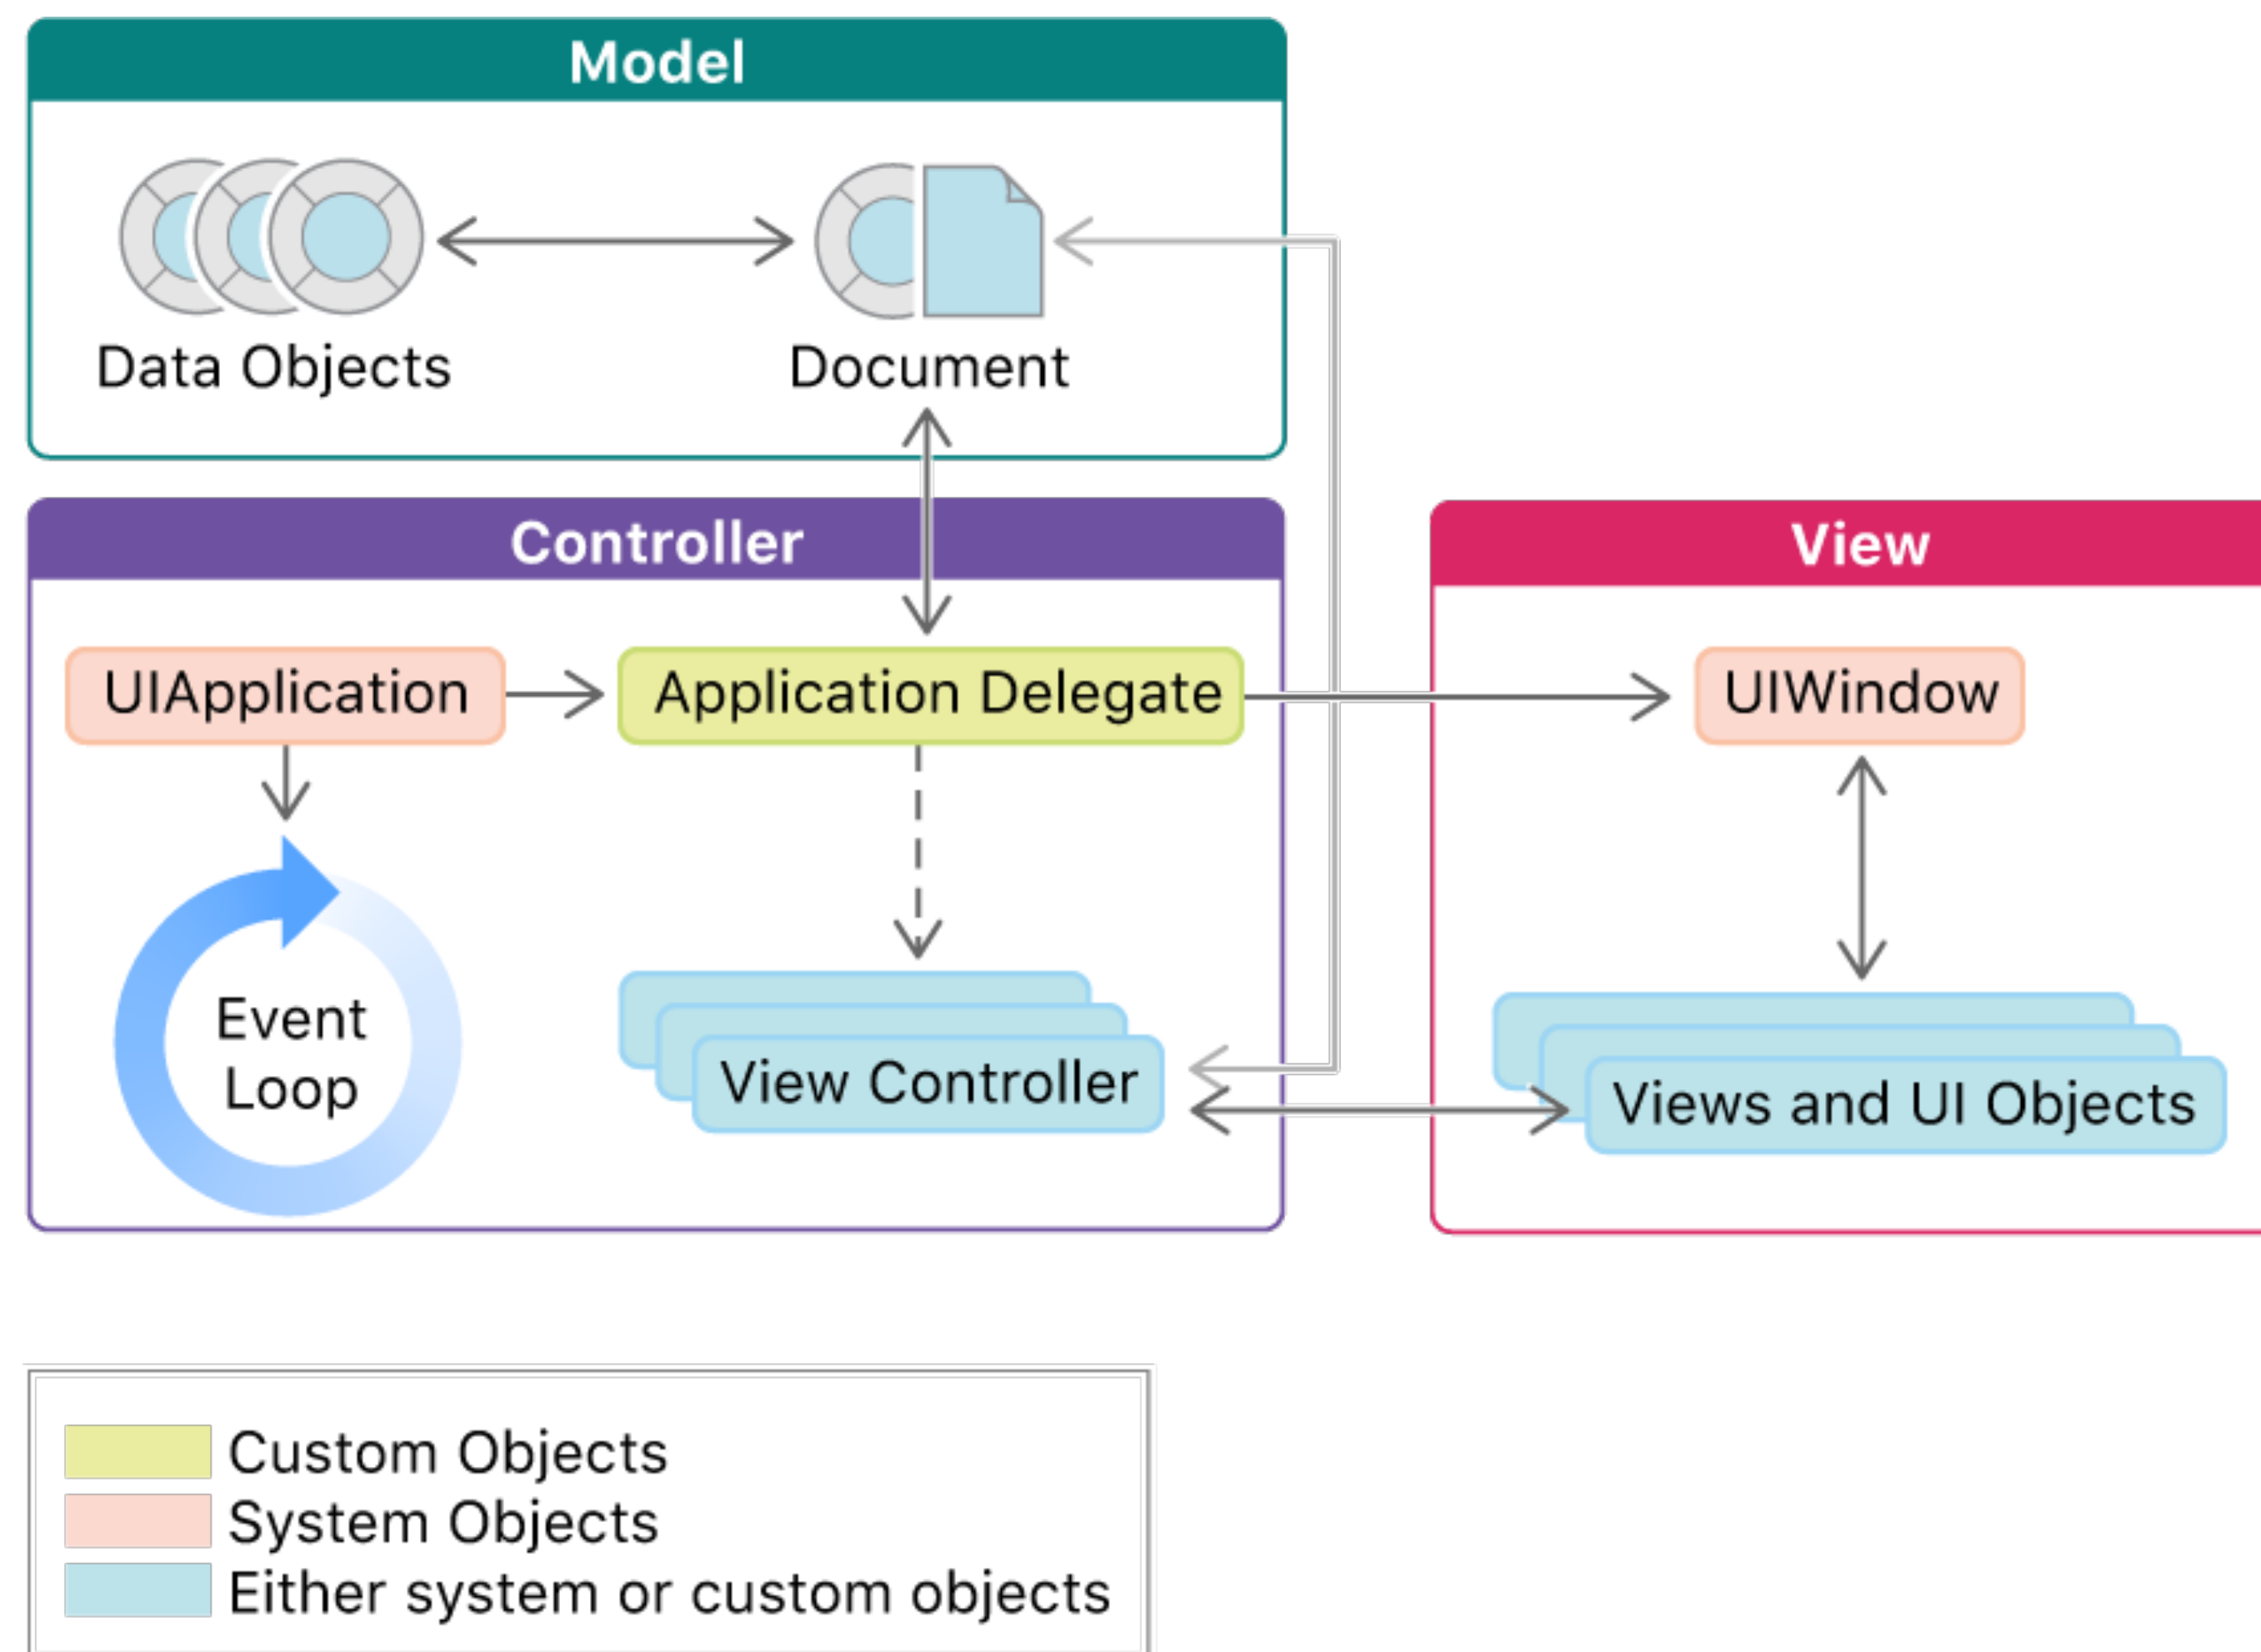 Model
Data Objects
Document
Controller
View
UIApplication
Application Delegate
UIWindow
Event
Loop
View Controller
Views and UI Objects
Custom Objects
System Objects
Either system or custom objects